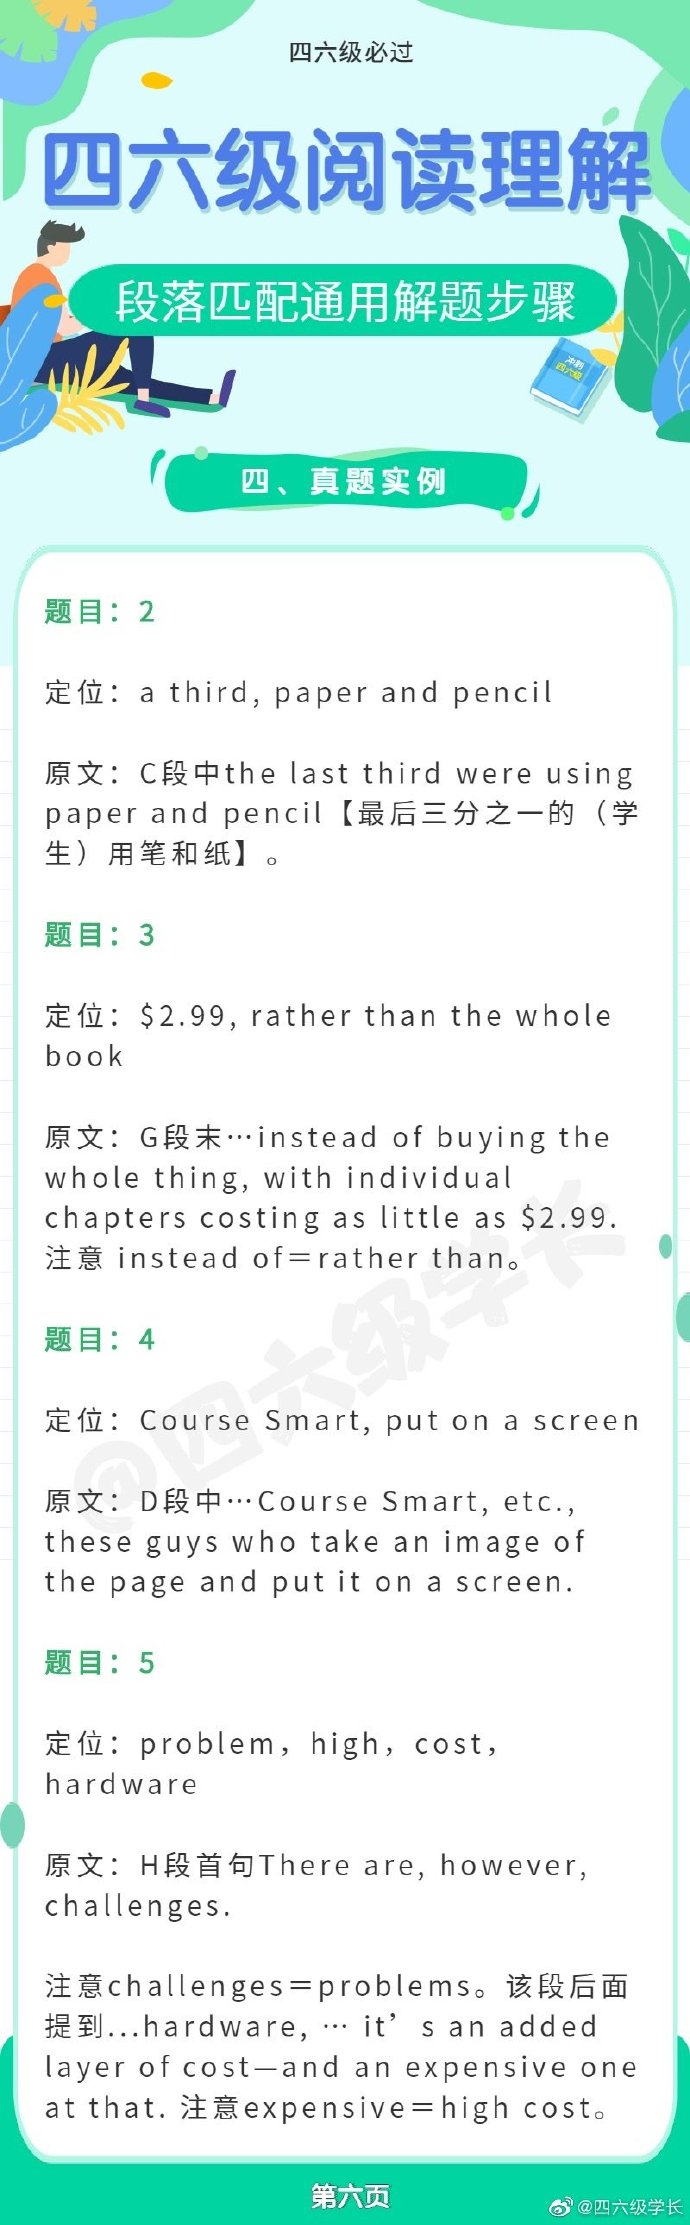 四六级必过
四六级阅读理解
段落匹配通用解题步骤
冲刺
四六级
四、真题实例
题目：2
定位：a third, paper and pencil
原文：C段中the last third were using
paper and pencil【最后三分之一的（学
生）用笔和纸】。
题目：3
定位：$2.99, rather than the whole
book
原文：G段末…instead of buying the
whole thing, with individual
chapters costing as little as $2.99.
注意 instead of＝rather than。
题目：4
定位：Course Smart, put on a screen
原文：D段中…Course Smart, etc.,
these guys who take an image of
the page and put it on a screen.
题目：5
定位：problem，high，cost，
hardware
原文：H段首句There are, however,
challenges.
注意challenges＝problems。该段后面
提到...hardware, … it’s an added
layer of cost—and an expensive one
at that. 注意expensive＝high cost。
@四六级学长
第六页
@四六级学长